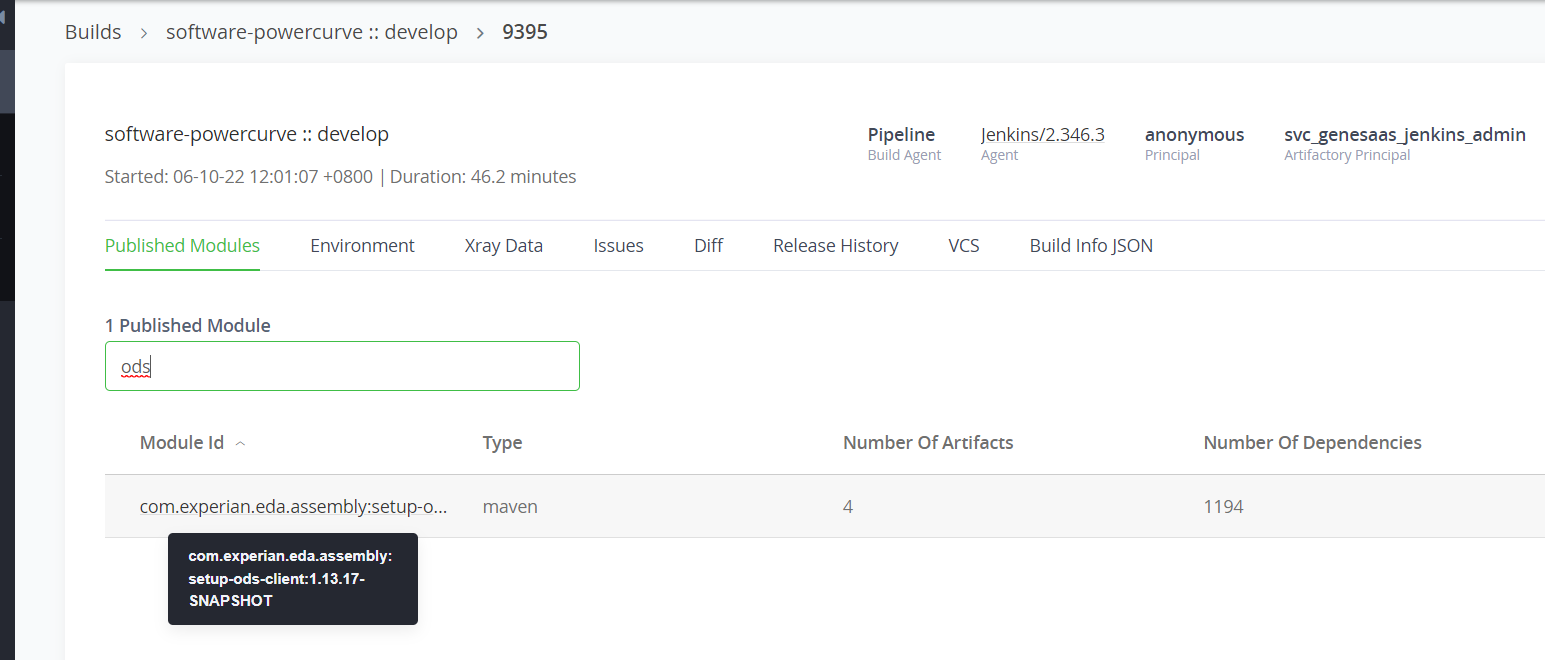 Builds > software-powercurve :: develop > 9395
software-powercurve :: develop
Started: 06-10-22 12:01:07 +0800 | Duration: 46.2 minutes
Pipeline
Build Agent
Jenkins/2.346.3
Agent
anonymous
Principal
svc_genesaas_jenkins_admin
Artifactory Principal
Published Modules Environment Xray Data Issues Diff Release History VCS Build Info JSON
1 Published Module
ods
Module Id Type Number Of Artifacts Number Of Dependencies
com.experian.eda.assembly:setup-o... maven 4 1194
com.experian.eda.assembly:
setup-ods-client:1.13.17-
SNAPSHOT